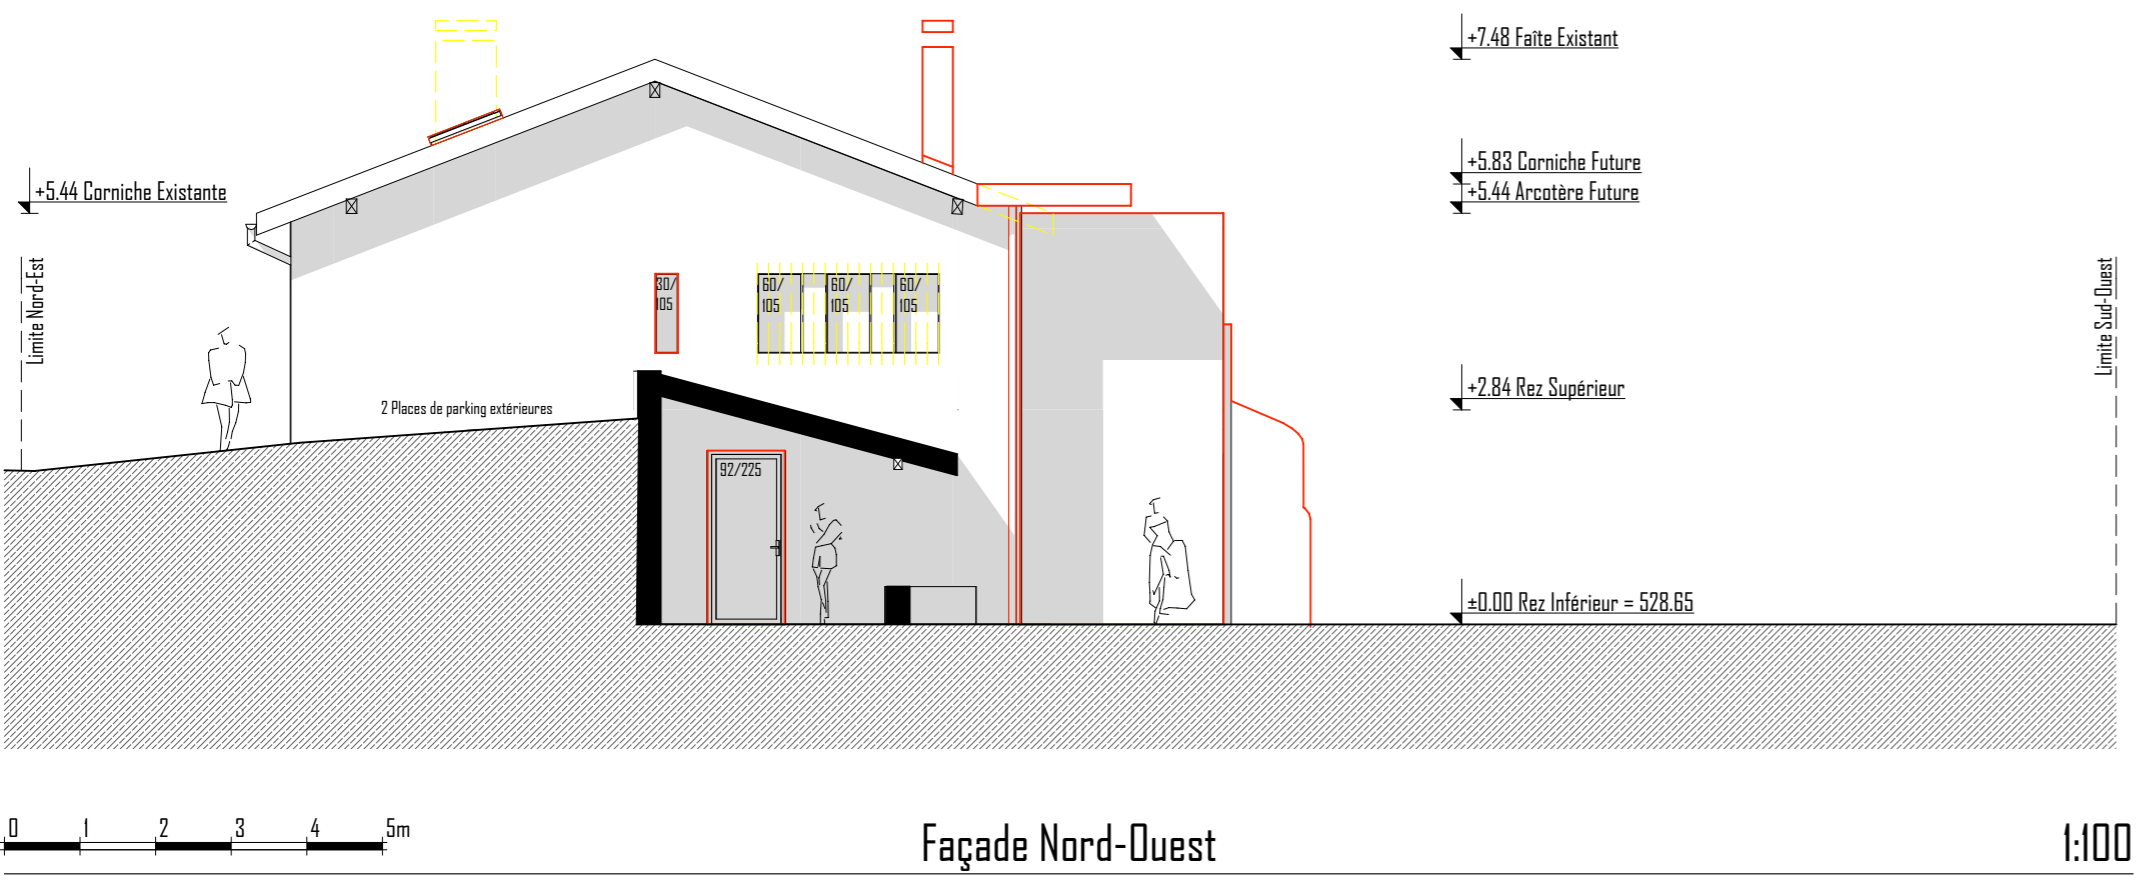 +7.48 Faîte Existant
+5.83 Corniche Future
+5.44 Corniche Existante
+5.44 Arcotère Future
Limite Nord-Est
Limite Sud-Ouest
30/
105
60/
105
60/
105
60/
105
+2.84 Rez Supérieur
2 Places de parking extérieures
92/225
±0.00 Rez Inférieur = 528.65
0 1 2 3 4 5m
Façade Nord-Ouest
1:100